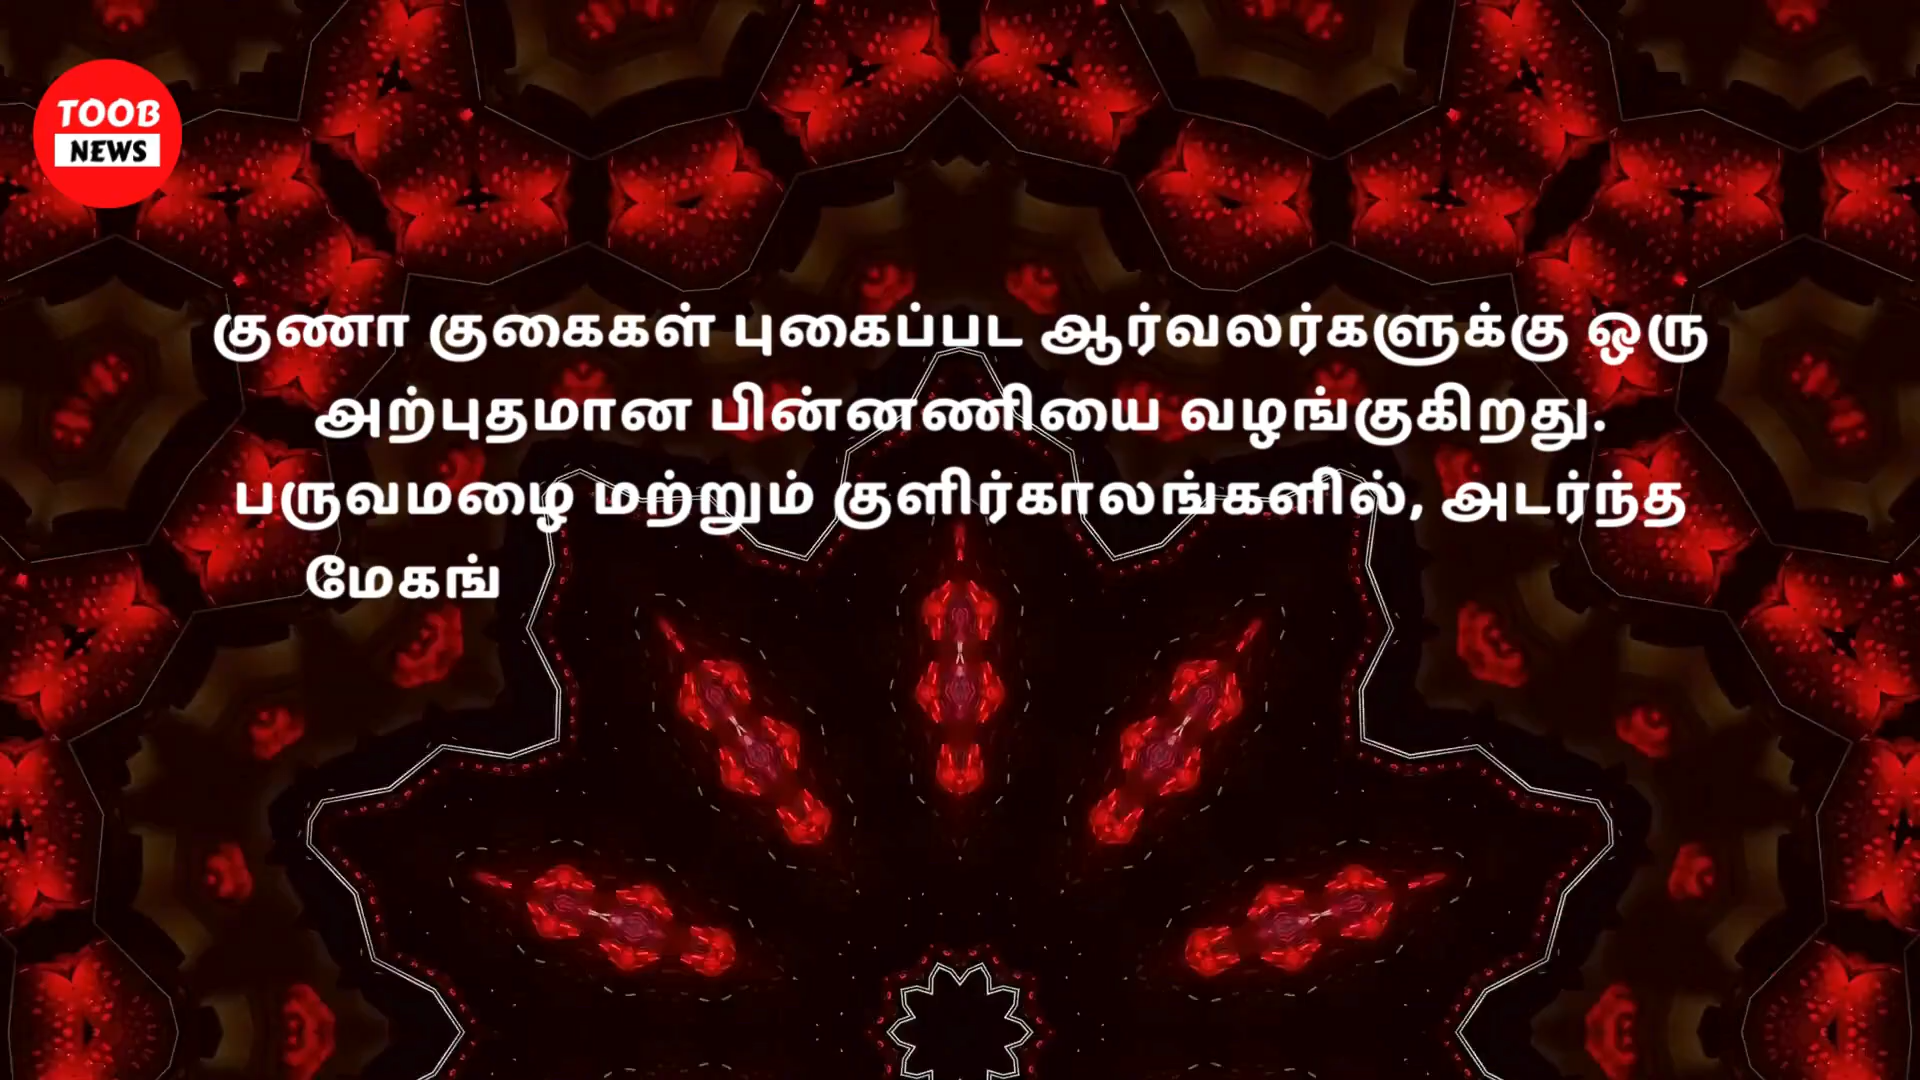 TOOB
NEWS
குணா குகைகள் புகைப்பட ஆர்வலர்களுக்கு ஒரு
அற்புதமான பின்னணியை வழங்குகிறது.
பருவமழை மற்றும் குளிர்காலங்களில், அடர்ந்த
மேகங்